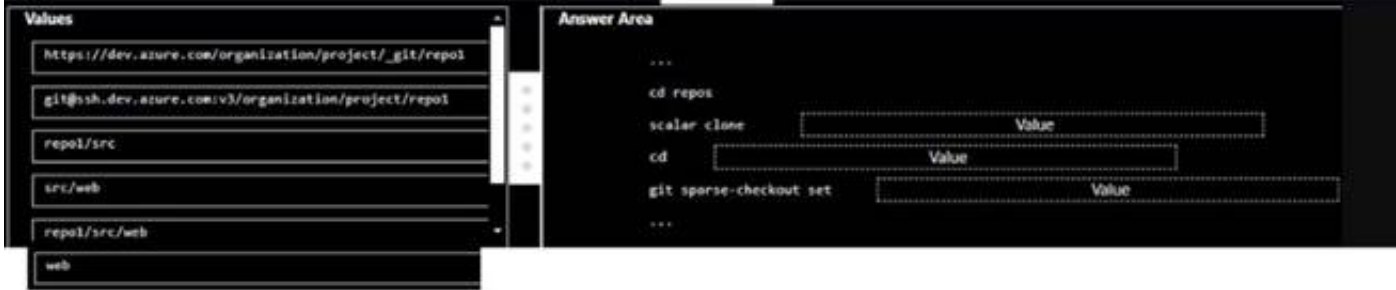 Values
https://dev.azure.com/organization/project/_git/repo1
git@ssh.dev.azure.com:v3/organization/project/repo1
repo1/src
src/web
repo1/src/web
web
Answer Area
...
cd repos
scalar clone Value
cd Value
git sparse-checkout set Value
...